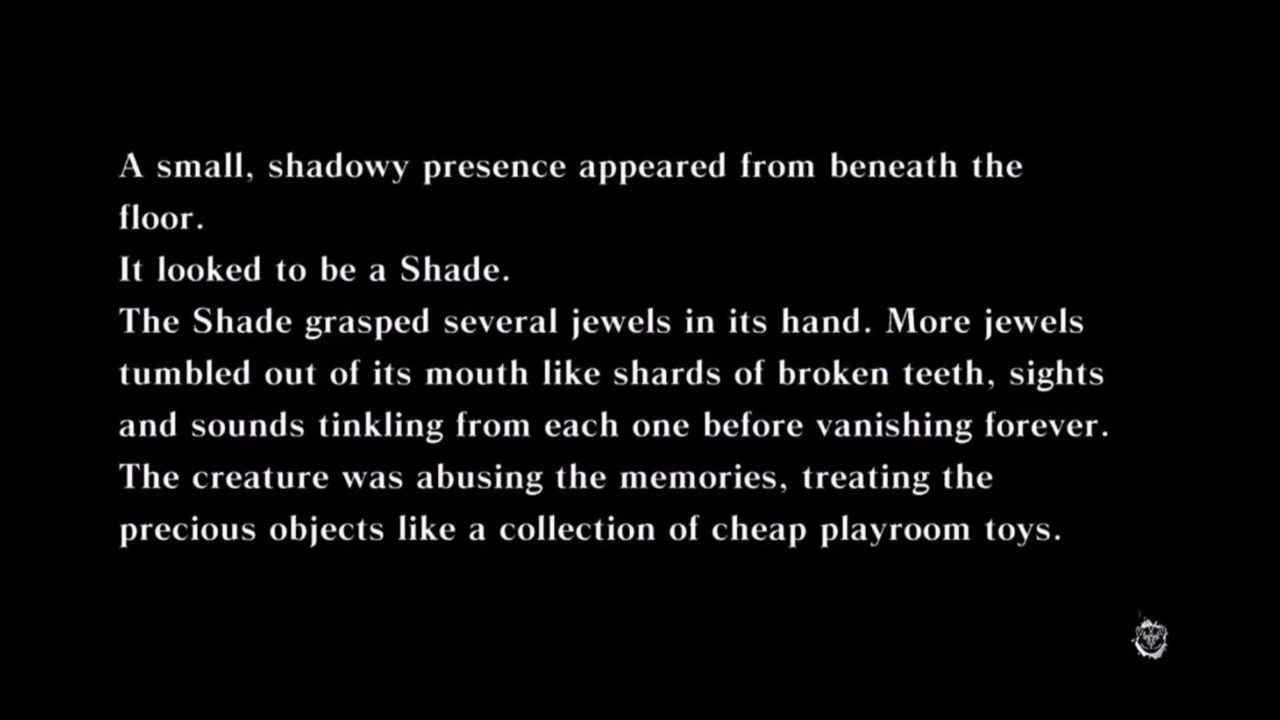 A small, shadowy presence appeared from beneath the
floor.
It looked to be a Shade.
The Shade grasped several jewels in its hand. More jewels
tumbled out of its mouth like shards of broken teeth, sights
and sounds tinkling from each one before vanishing forever.
The creature was abusing the memories, treating the
precious objects like a collection of cheap playroom toys.